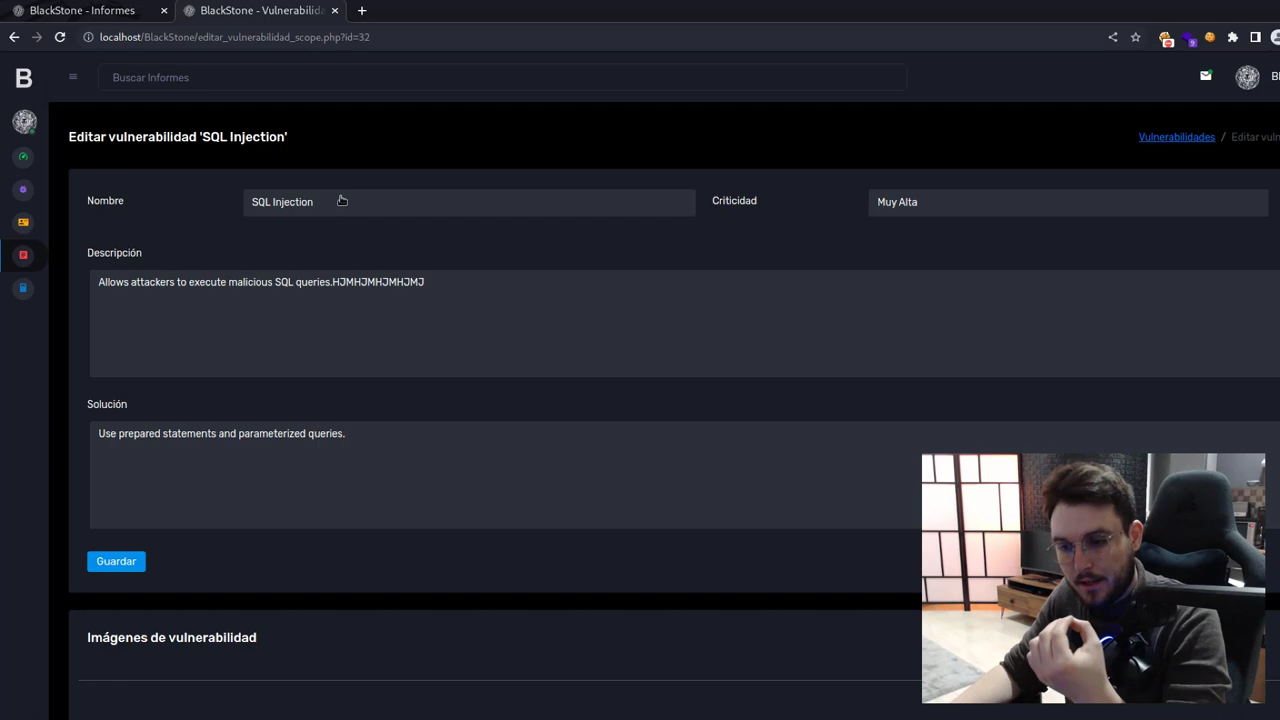 BlackStone - Informes
BlackStone - Vulnerabilid
localhost/BlackStone/editar_vulnerabilidad_scope.php?id=32
9
B
Buscar Informes
Bl
Editar vulnerabilidad 'SQL Injection'
Vulnerabilidades / Editar vuln
Nombre
SQL Injection
Criticidad
Muy Alta
Descripción
Allows attackers to execute malicious SQL queries.HJMHJMHJMHJMJ
Solución
Use prepared statements and parameterized queries.
Guardar
Imágenes de vulnerabilidad